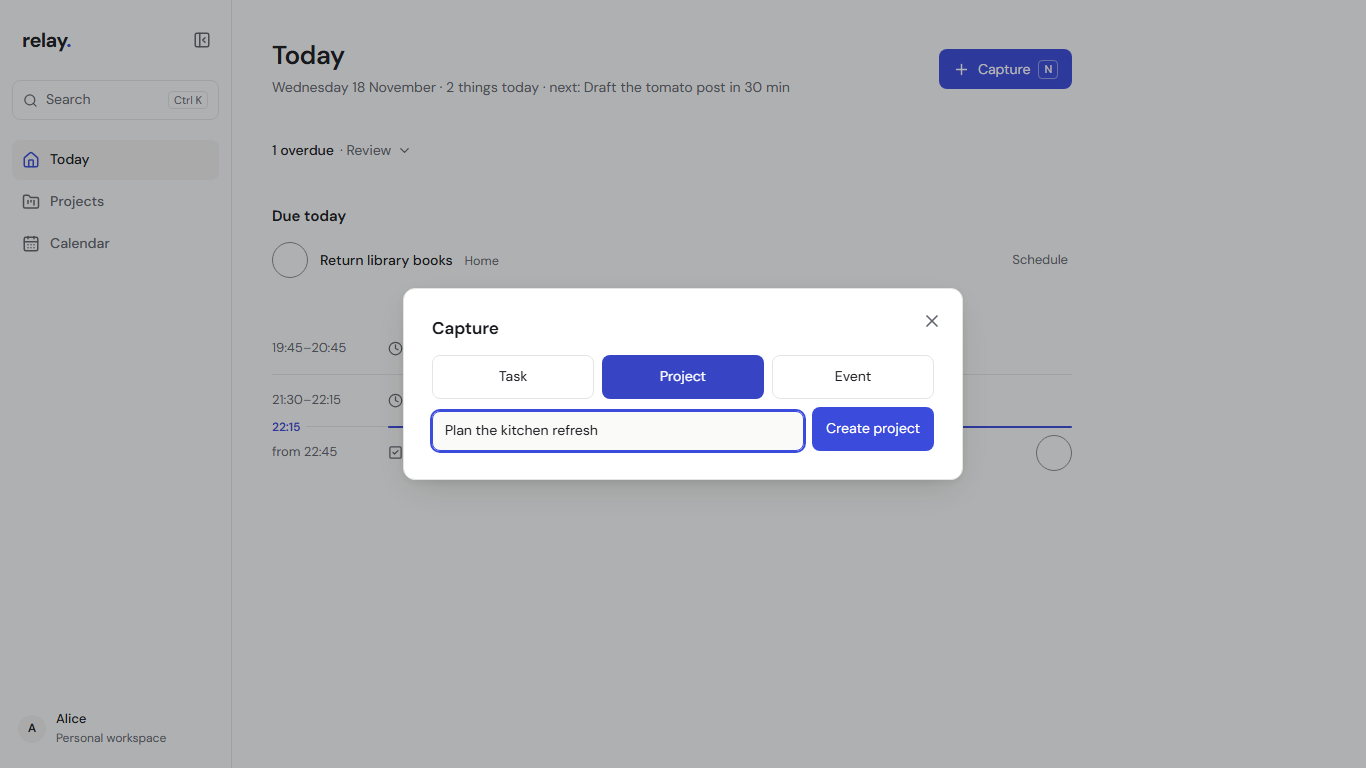 relay.
Search Ctrl K
Today
Projects
Calendar
Alice
A
Personal workspace
Today
Wednesday 18 November · 2 things today · next: Draft the tomato post in 30 min
Capture N
1 overdue · Review
Due today
Return library books Home Schedule
19:45–20:45
21:30–22:15
22:15
from 22:45
Capture
Task Project Event
Plan the kitchen refresh Create project